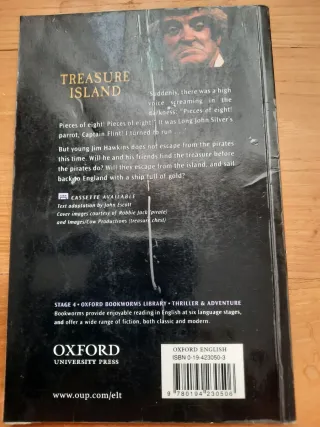 TREASURE
ISLAND
Suddenly, there was a high
voice screaming in the
darkness: "Pieces of eight!
Pieces of eight! Pieces of eight!' It was Long John Silver's
parrot, Captain Flint! I turned to run...
But young Jim Hawkins does not escape from the pirates
this time. Will he and his friends find the treasure before
the pirates do? Will they escape from the island, and sail
back to England with a ship full of gold?
CASSETTE AVAILABLE
Text adaptation by John Escott
Cover images courtesy of Robbie Jack (pirate)
and Images/Low Productions (treasure chest)
STAGE 4 • OXFORD BOOKWORMS LIBRARY • THRILLER & ADVENTURE
Bookworms provide enjoyable reading in English at six language stages,
and offer a wide range of fiction, both classic and modern.
OXFORD
UNIVERSITY PRESS
www.oup.com/elt
OXFORD ENGLISH
ISBN 0-19-423050-3
9 780194 230506